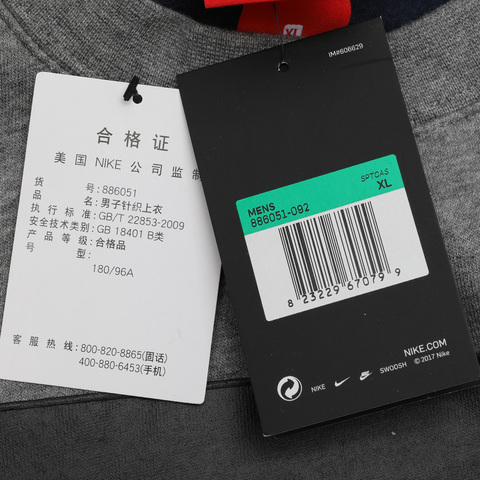 XL
IM#606629
合格证
美国 NIKE 公司监制
货号:886051
品名:男子针织上衣
执行标准:GB/T 22853-2009
安全技术类别:GB 18401 B类
产品等级:合格品
型号:
180/96A
客服热线:800-820-8865(固话)
400-880-6453(手机)
SPTCAS
MENS XL
886051-092
8 23229 67079 9
NIKE.COM
© 2017 Nike
NIKE SWOOSH